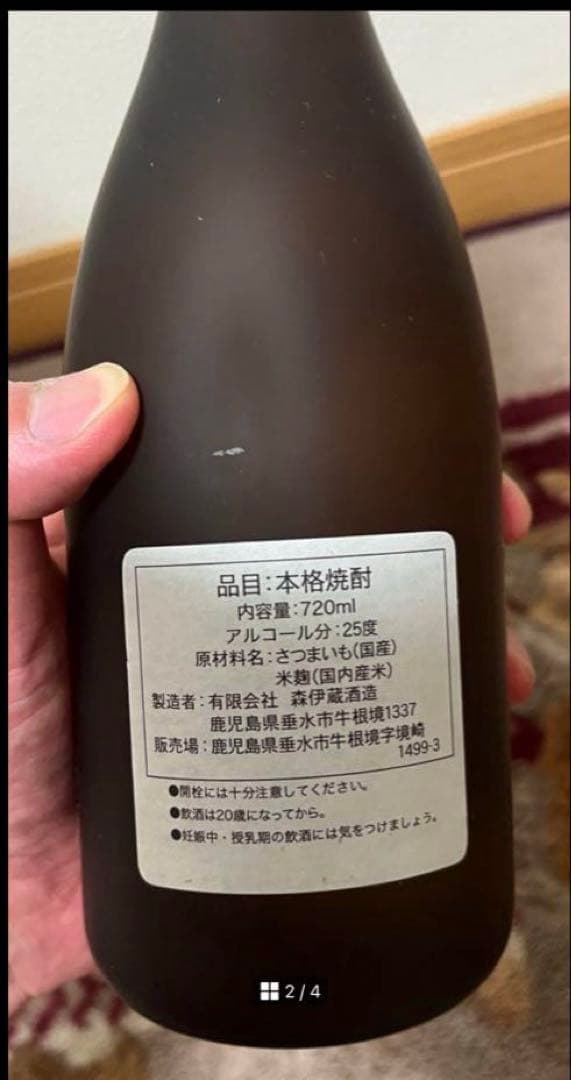 品目:本格焼酎
内容量:720ml
アルコール分:25度
原材料名:さつまいも(国産)
米麹(国内産米)
製造者:有限会社 森伊蔵酒造
鹿児島県垂水市牛根境1337
販売場:鹿児島県垂水市牛根境字境崎
1499-3
●開栓には十分注意してください。
●飲酒は20歳になってから。
●妊娠中・授乳期の飲酒には気をつけましょう。
2/4